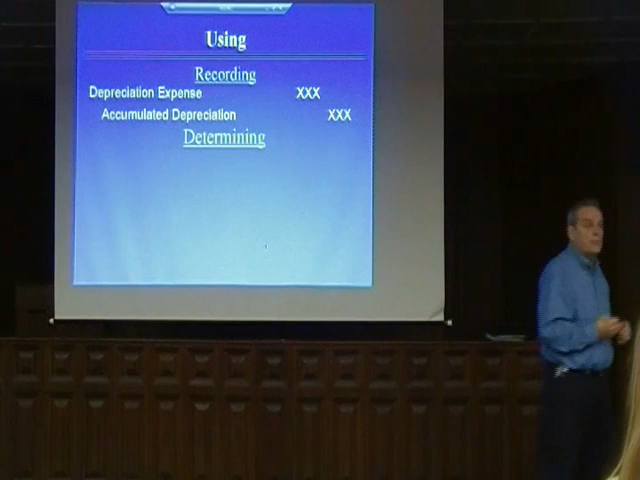 Using
Recording
Depreciation Expense XXX
Accumulated Depreciation XXX
Determining